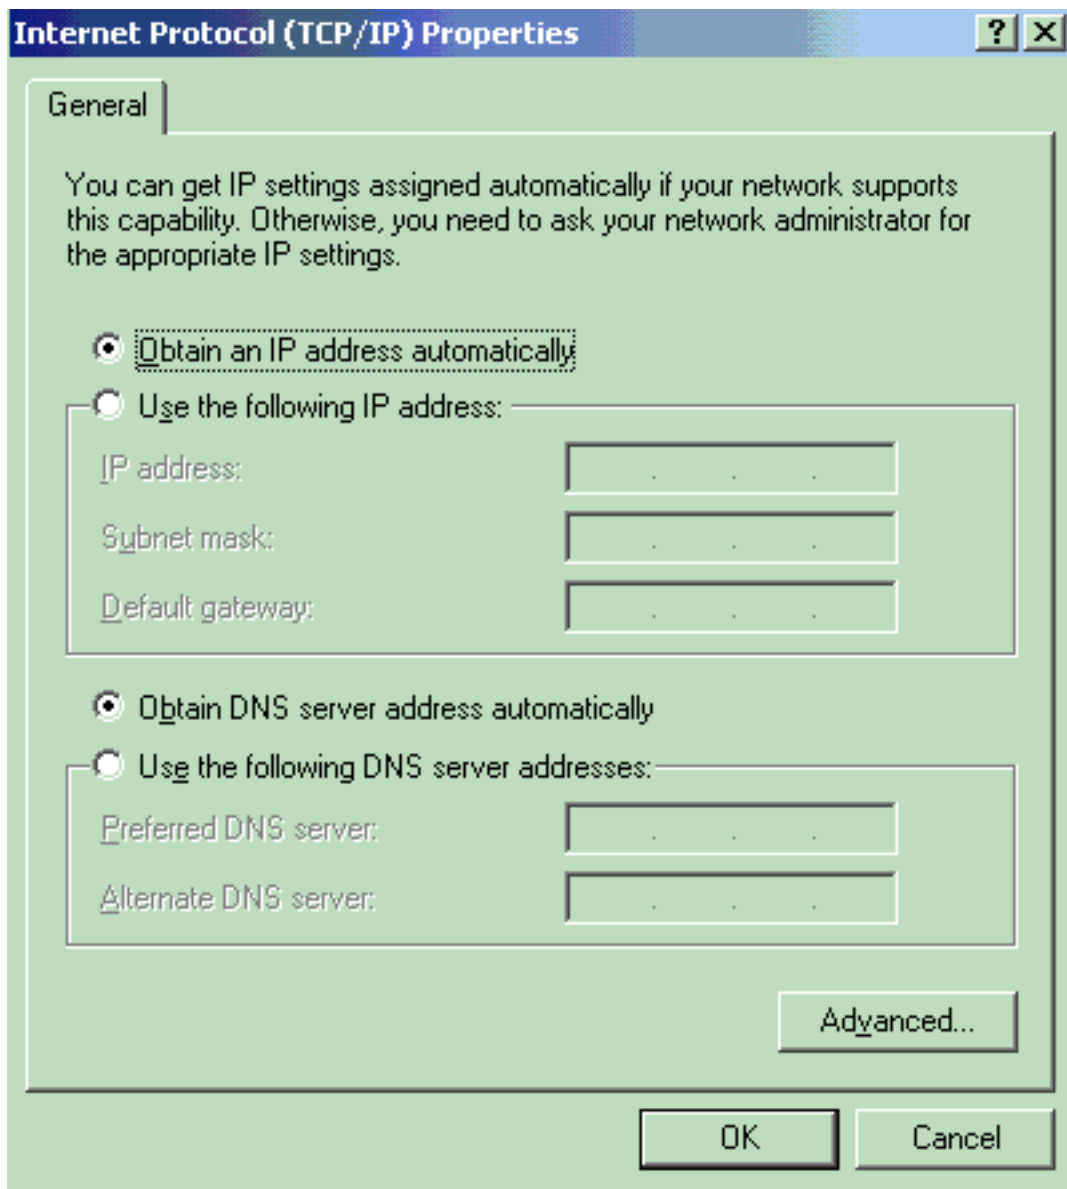 Internet Protocol (TCP/IP) Properties
General
You can get IP settings assigned automatically if your network supports
this capability. Otherwise, you need to ask your network administrator for
the appropriate IP settings.
Obtain an IP address automatically
Use the following IP address:
IP address:
Subnet mask:
Default gateway:
Obtain DNS server address automatically
Use the following DNS server addresses:
Preferred DNS server:
Alternate DNS server:
Advanced...
OK
Cancel